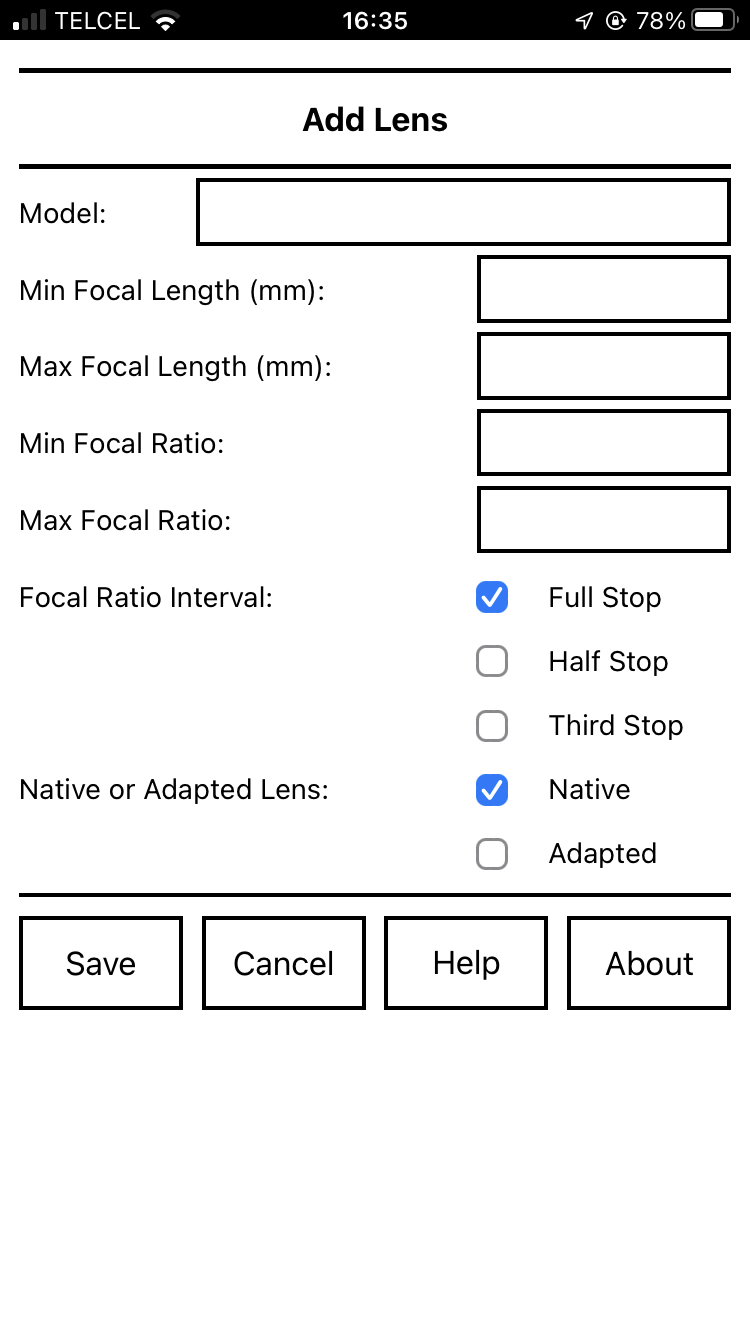 TELCEL 16:35 78%
Add Lens
Model:
Min Focal Length (mm):
Max Focal Length (mm):
Min Focal Ratio:
Max Focal Ratio:
Focal Ratio Interval: Full Stop
Half Stop
Third Stop
Native or Adapted Lens: Native
Adapted
Save Cancel Help About